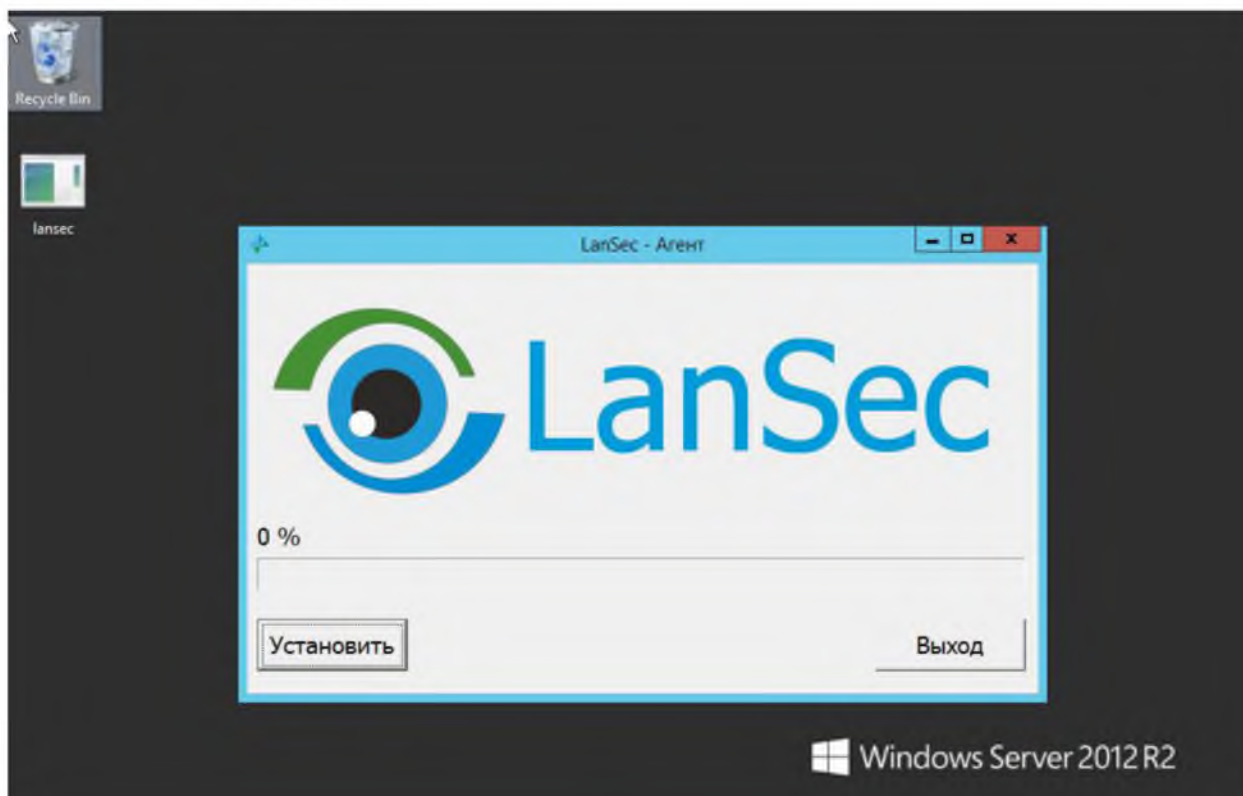 Recycle Bin
lansec
LanSec - Агент
LanSec
0 %
Установить
Выход
Windows Server 2012 R2